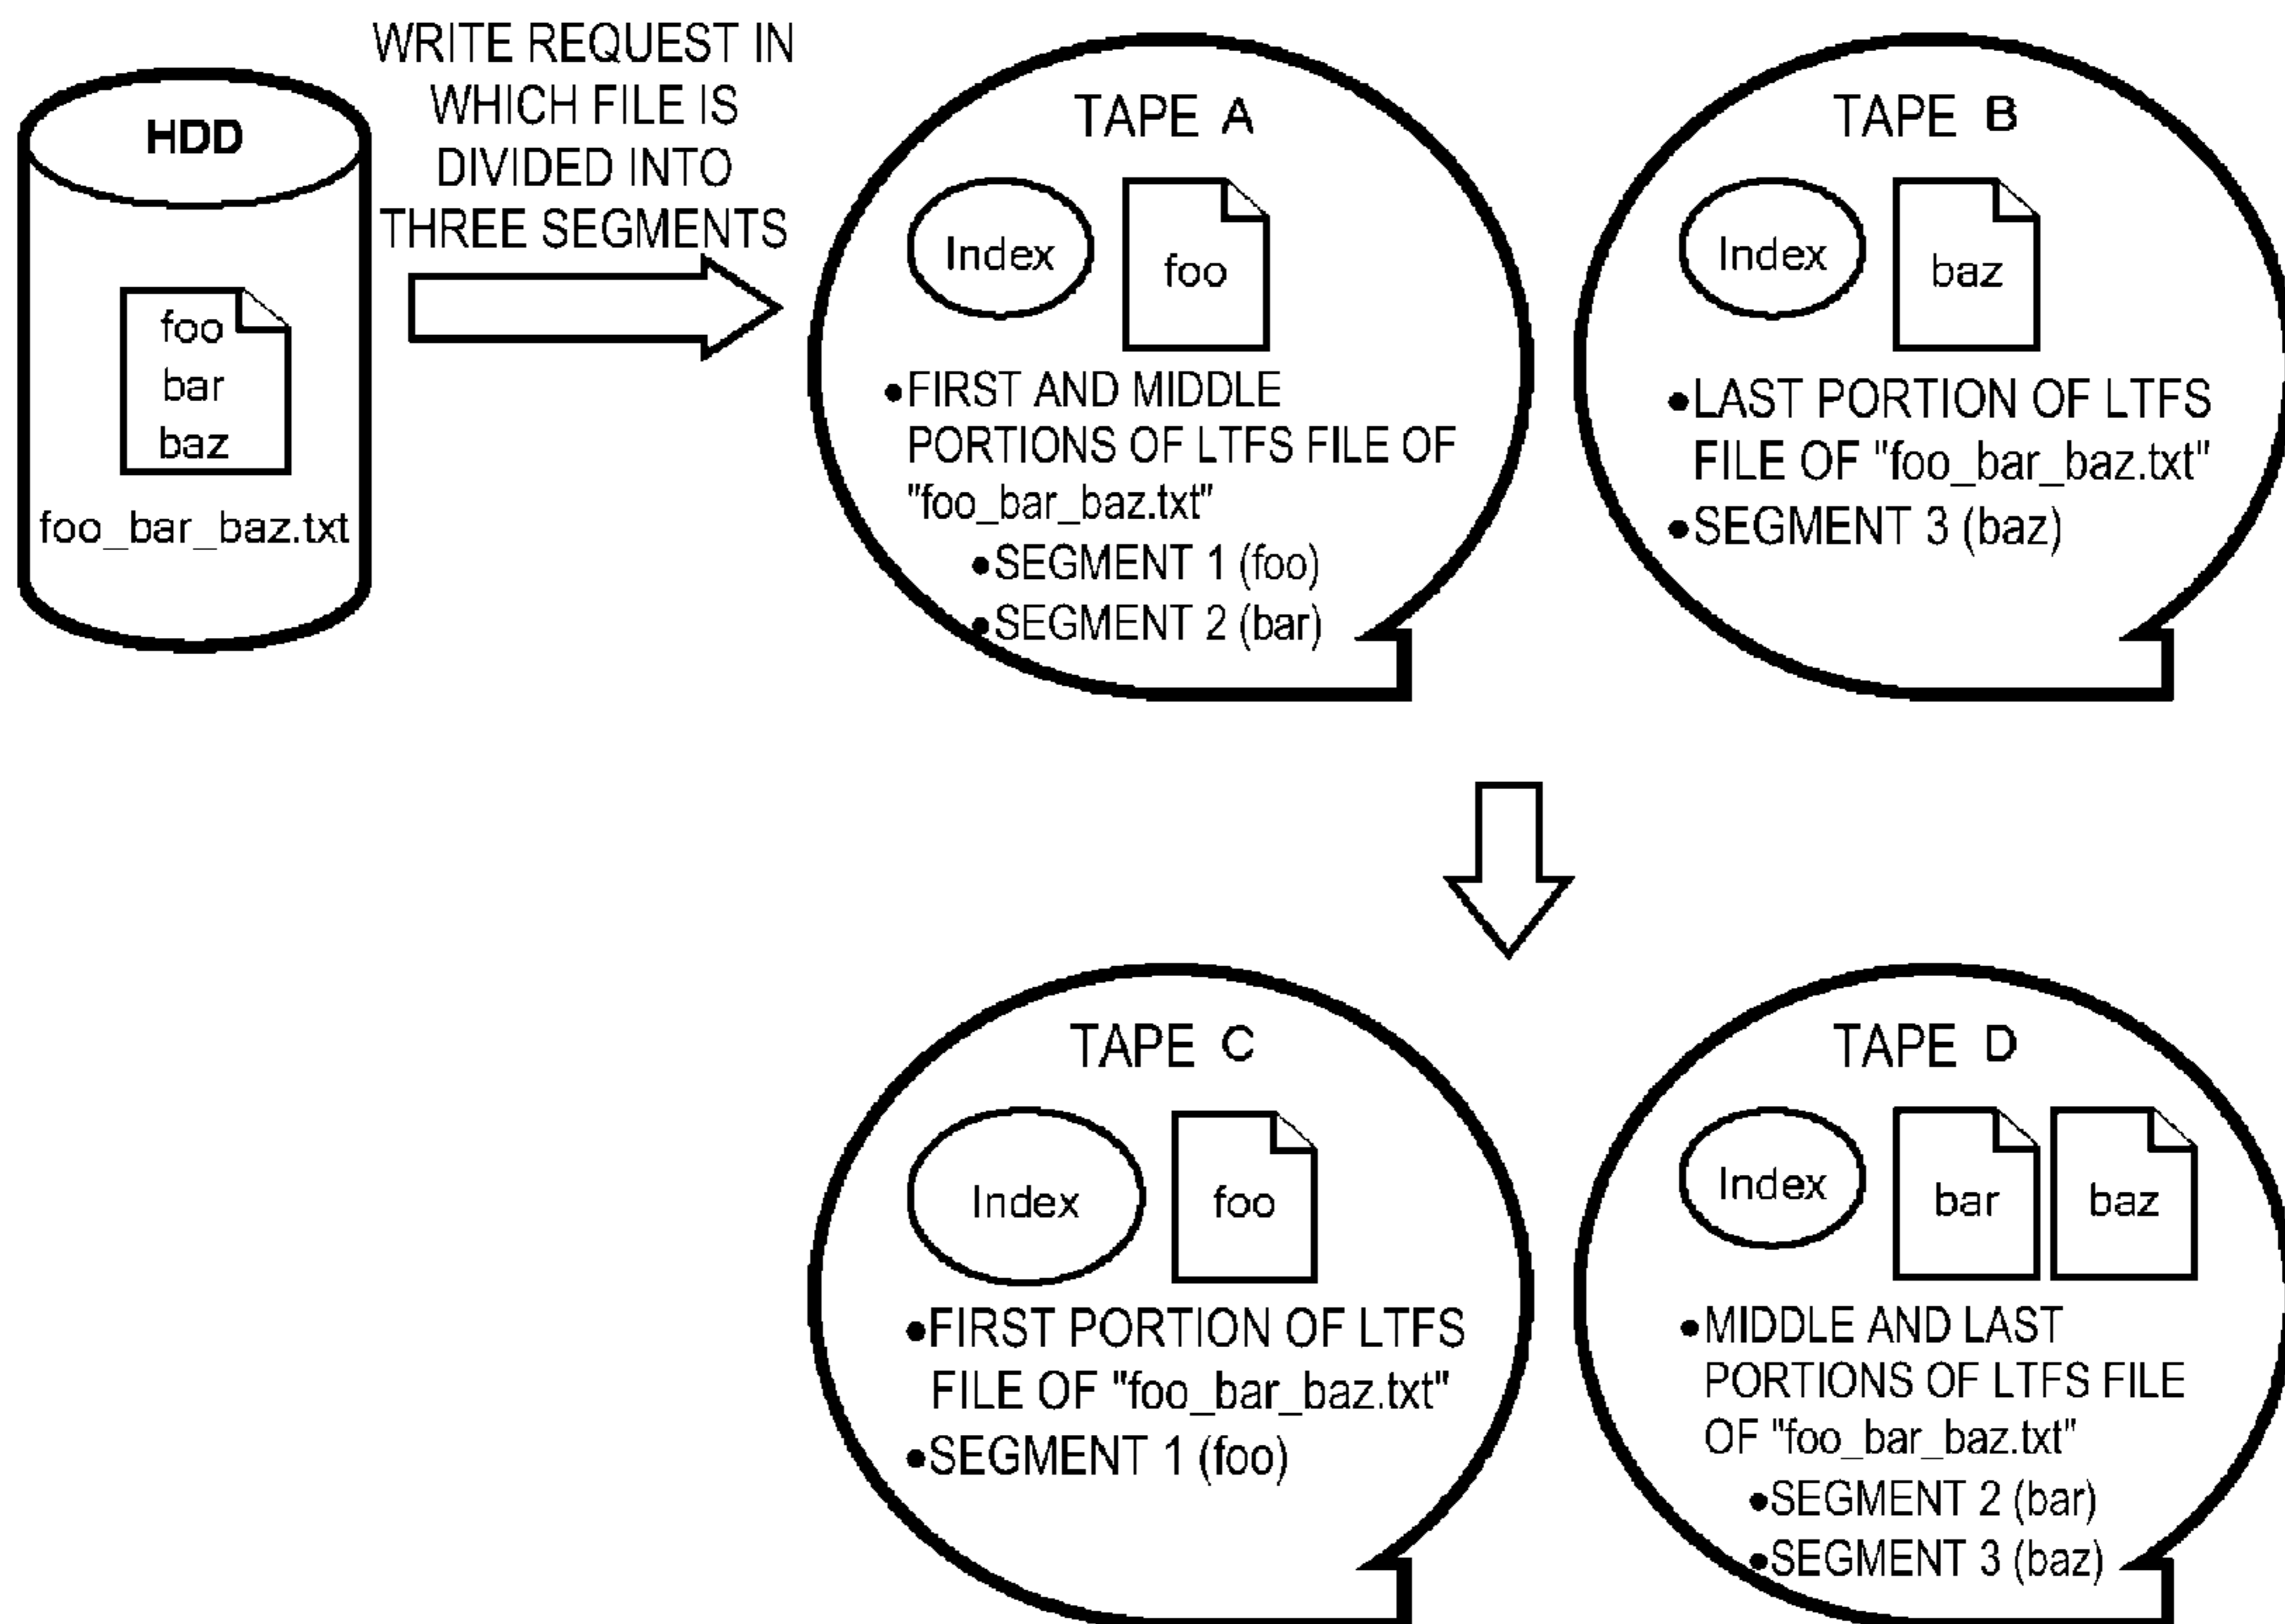 HDD
foo
bar
baz
foo_bar_baz.txt
WRITE REQUEST IN
WHICH FILE IS
DIVIDED INTO
THREE SEGMENTS
TAPE A
Index
foo
•FIRST AND MIDDLE
PORTIONS OF LTFS FILE OF
"foo_bar_baz.txt"
•SEGMENT 1 (foo)
•SEGMENT 2 (bar)
TAPE B
Index
baz
•LAST PORTION OF LTFS
FILE OF "foo_bar_baz.txt"
•SEGMENT 3 (baz)
TAPE C
Index
foo
•FIRST PORTION OF LTFS
FILE OF "foo_bar_baz.txt"
•SEGMENT 1 (foo)
TAPE D
Index
bar
baz
•MIDDLE AND LAST
PORTIONS OF LTFS FILE
OF "foo_bar_baz.txt"
•SEGMENT 2 (bar)
•SEGMENT 3 (baz)